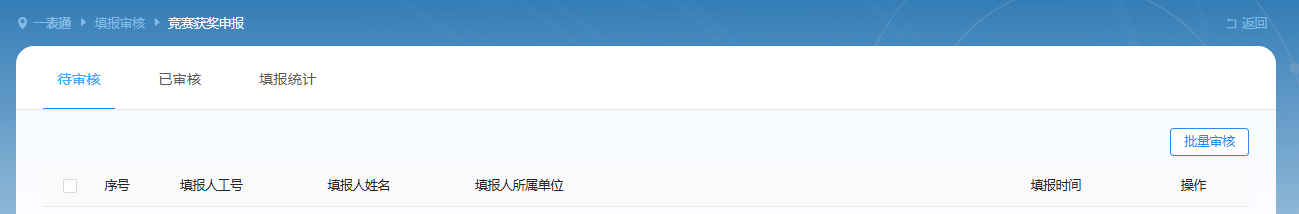 一表通 填报审核 竞赛获奖申报 返回
待审核 已审核 填报统计
批量审核
序号 填报人工号 填报人姓名 填报人所属单位 填报时间 操作